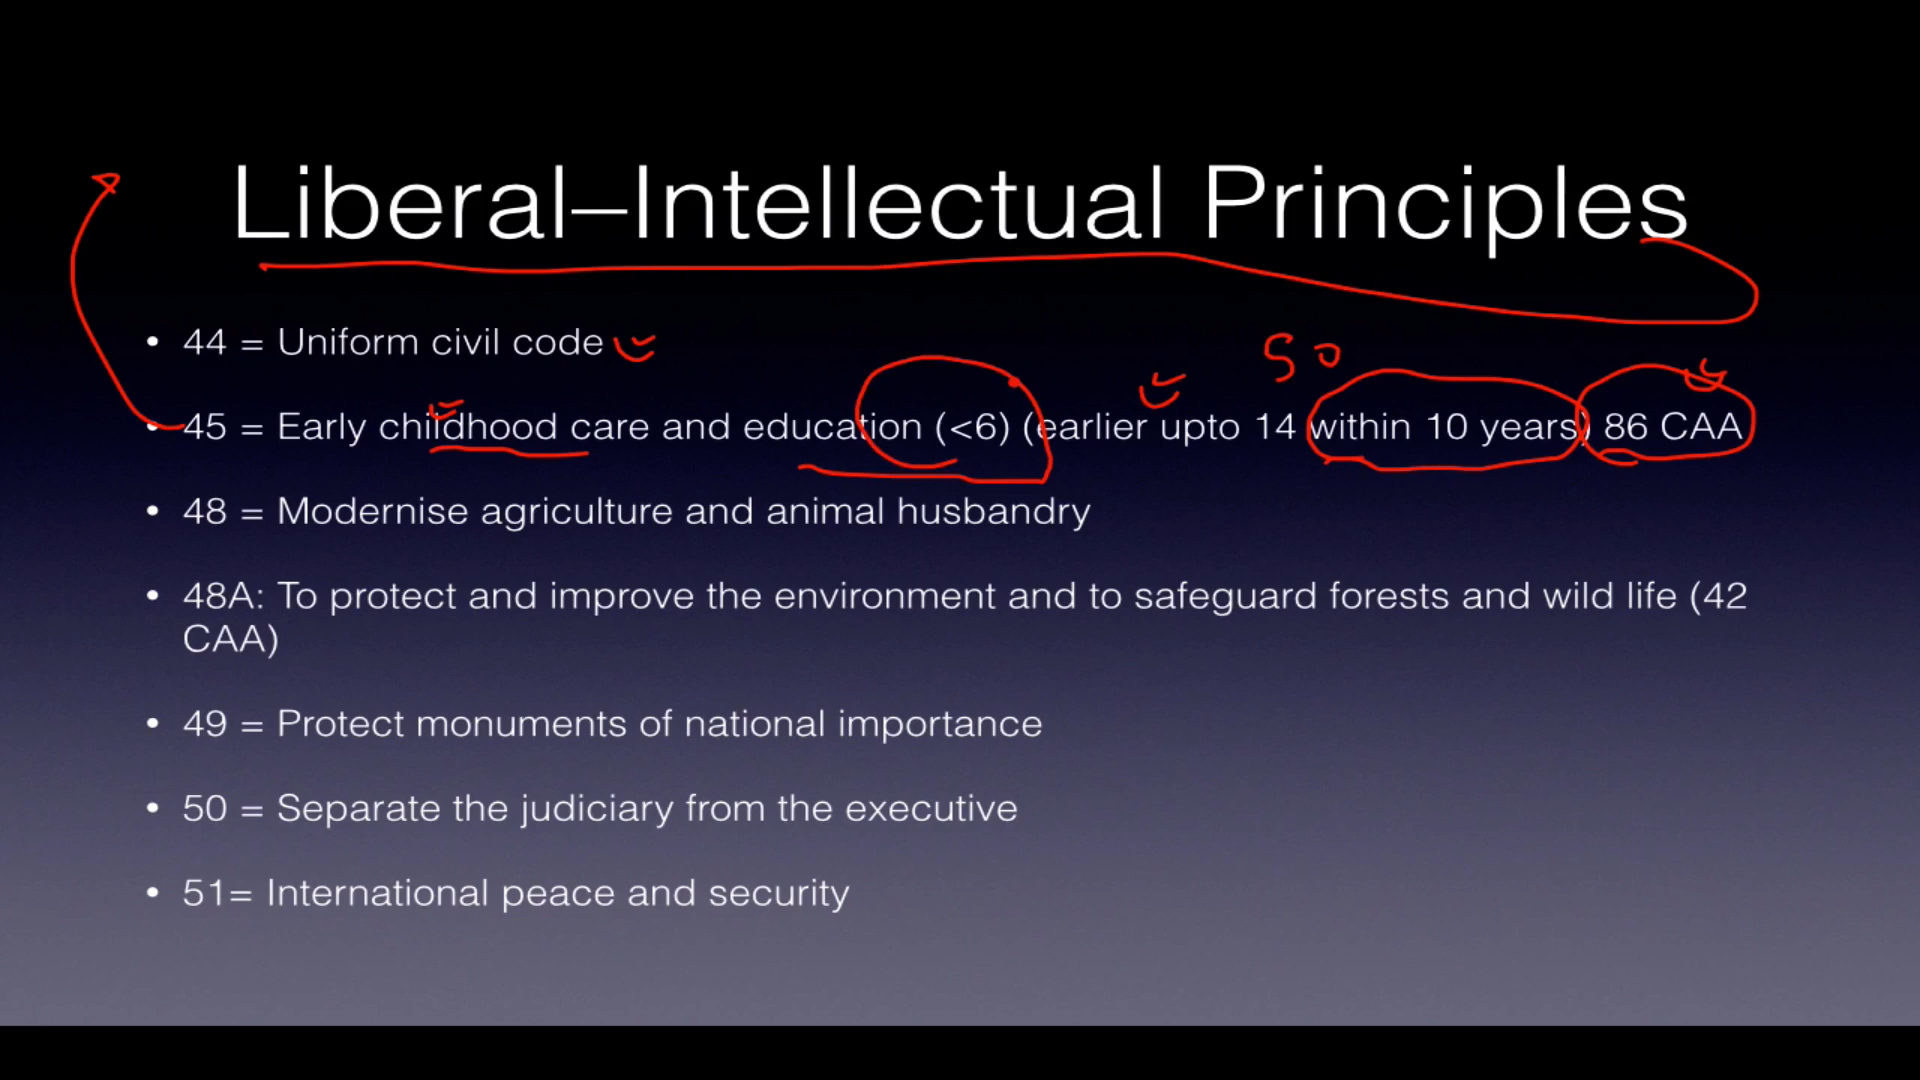 Liberal–Intellectual Principles
• 44 = Uniform civil code
50
• 45 = Early childhood care and education (<6) (earlier upto 14 within 10 years) 86 CAA
• 48 = Modernise agriculture and animal husbandry
• 48A: To protect and improve the environment and to safeguard forests and wild life (42
CAA)
• 49 = Protect monuments of national importance
• 50 = Separate the judiciary from the executive
• 51= International peace and security